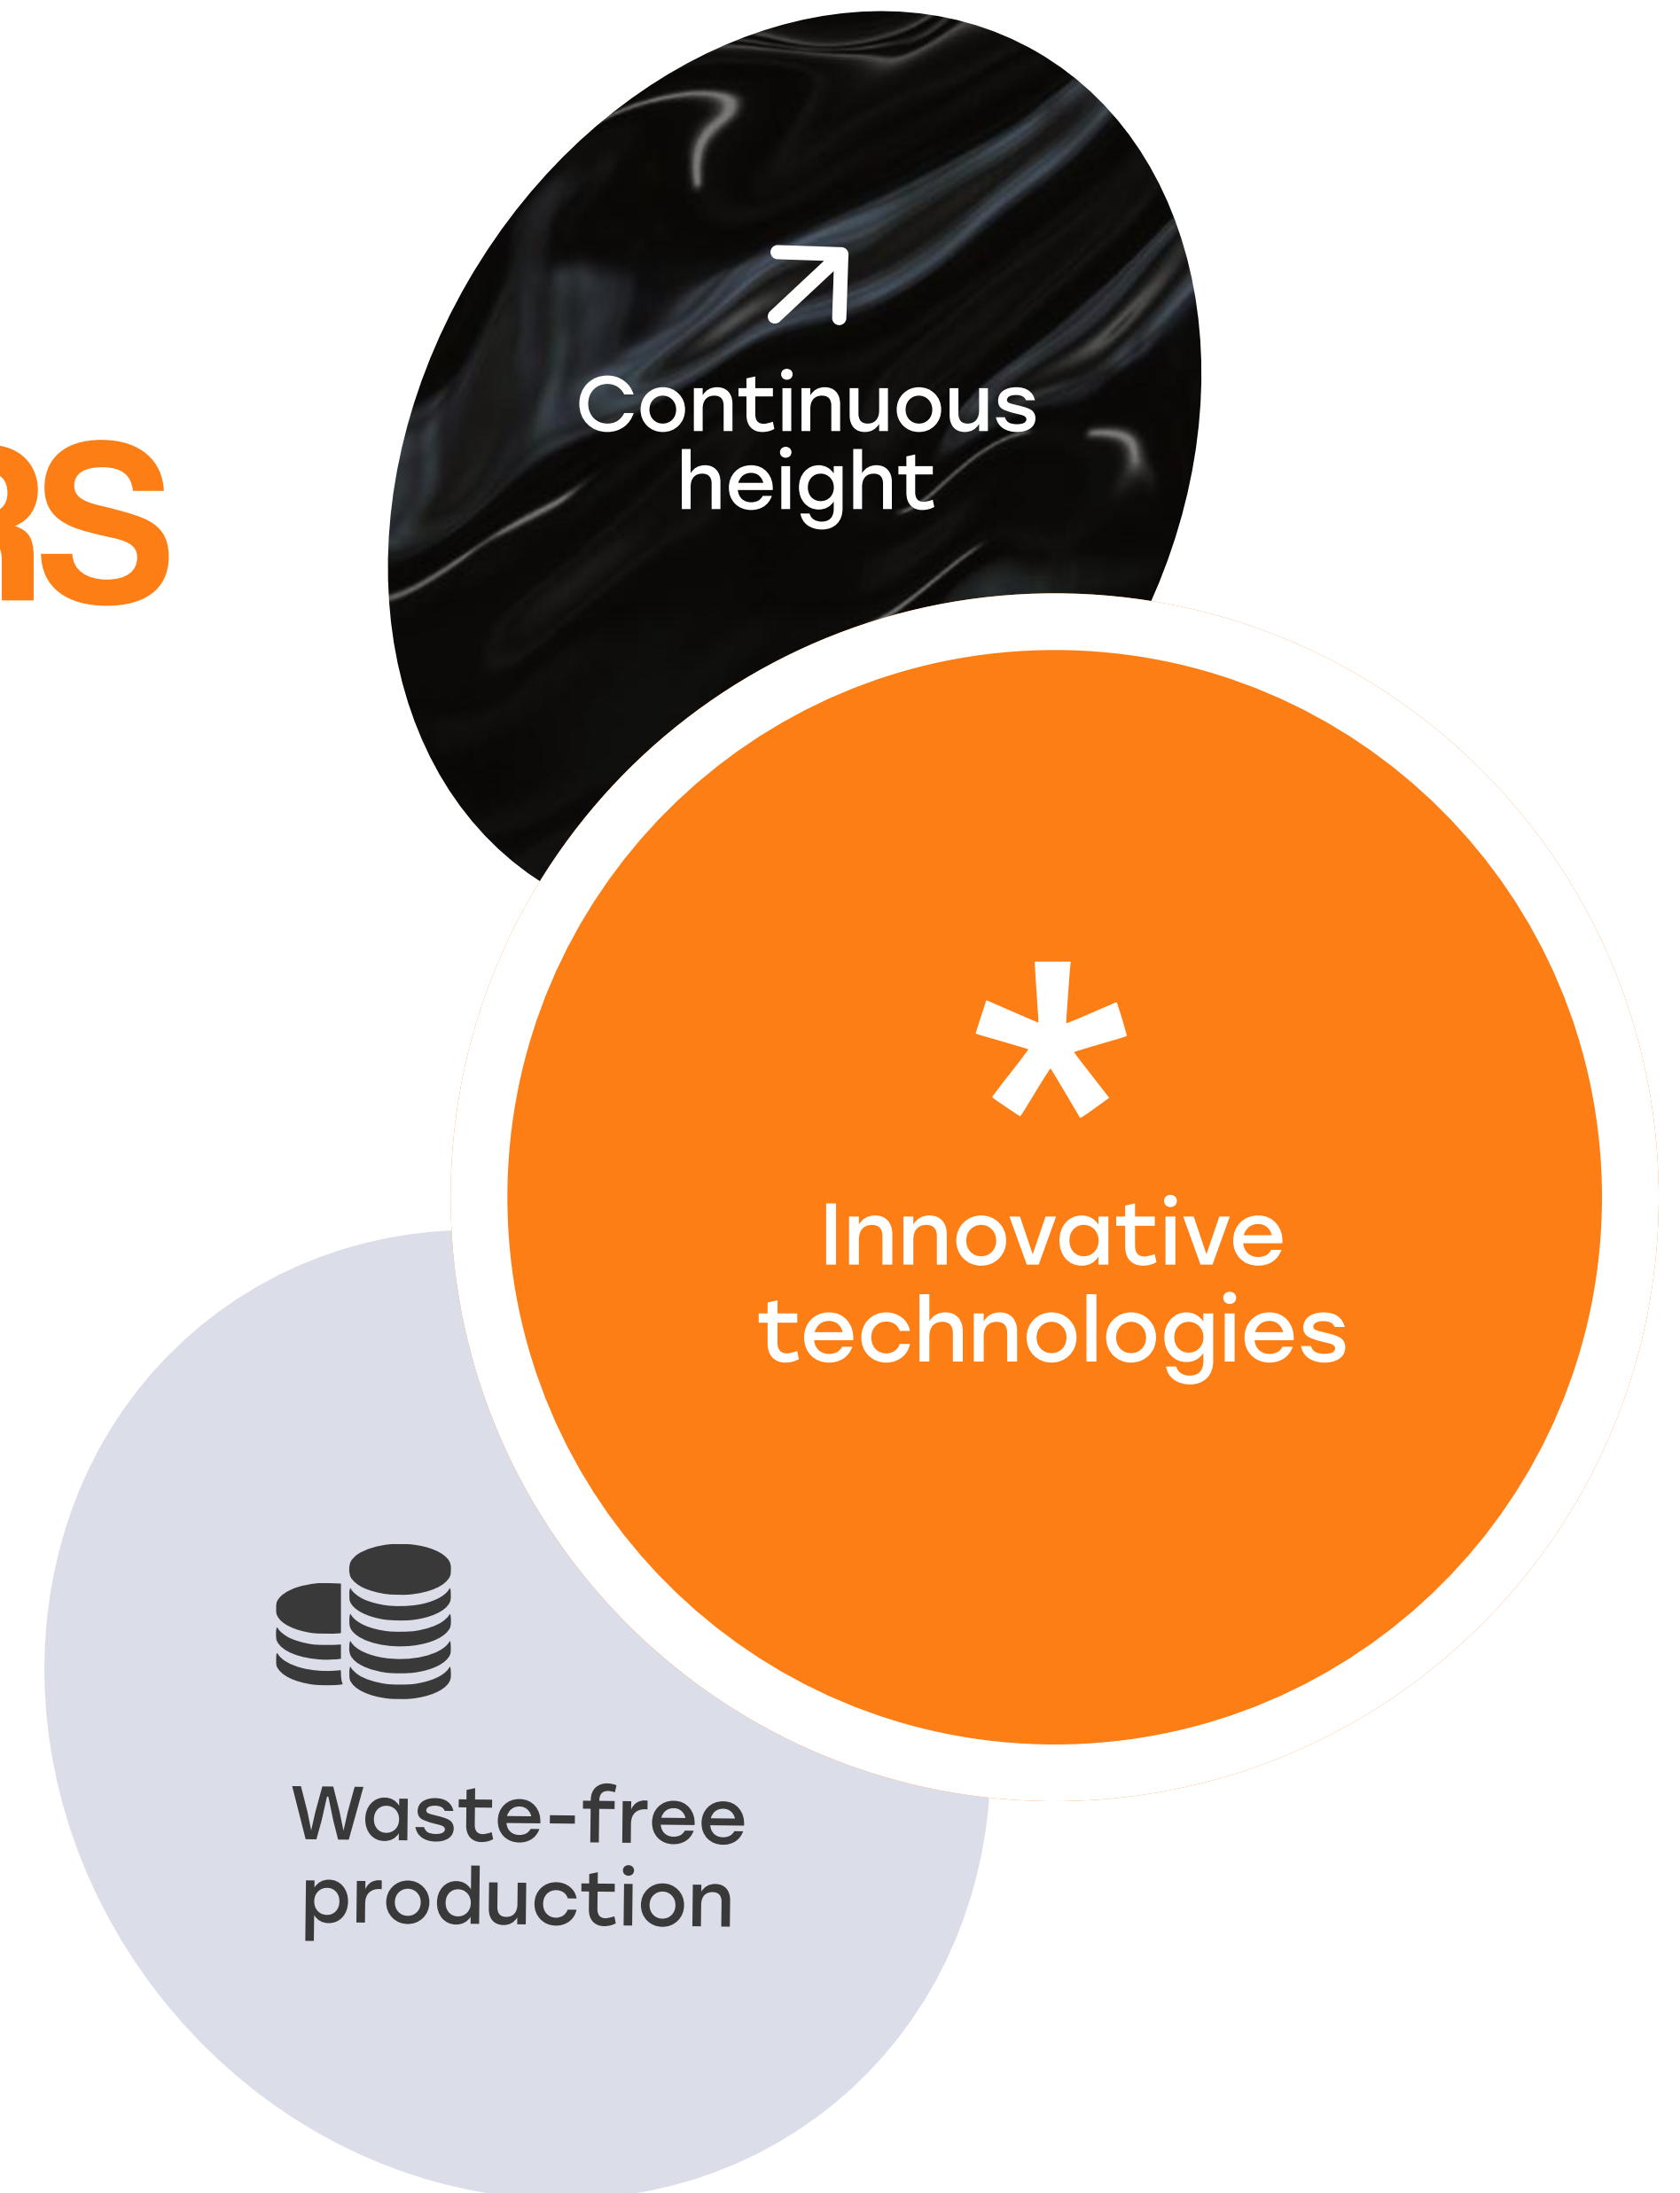 RS
Continuous
height
*
Innovative
technologies
Waste-free
production